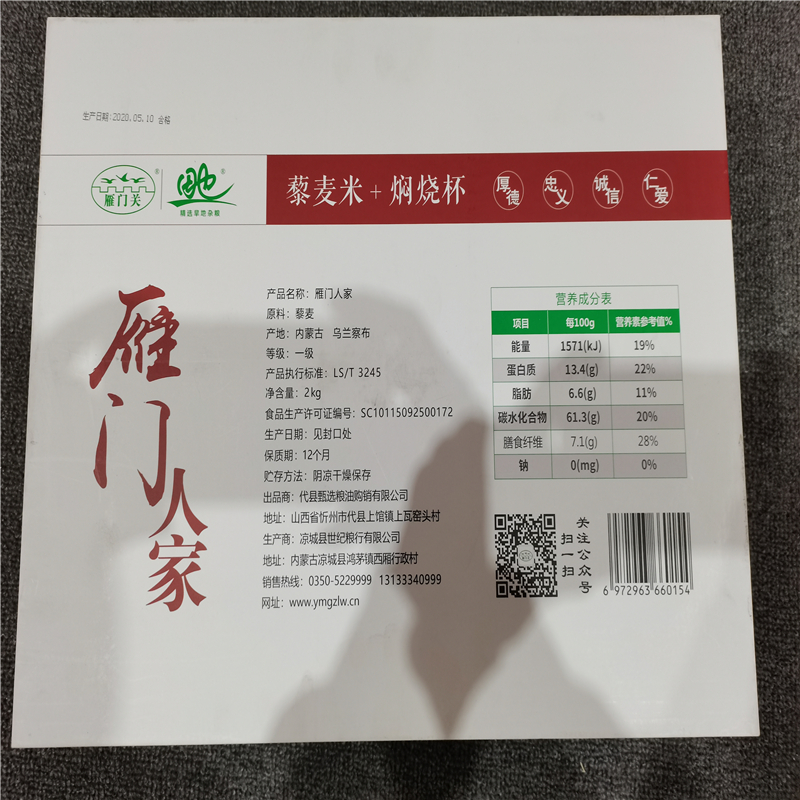 生产日期:2020.05.10 合格
雁门关
精选旱地杂粮
藜麦米+焖烧杯
厚德 忠义 诚信 仁爱
雁门人家
产品名称：雁门人家
原料：藜麦
产地：内蒙古 乌兰察布
等级：一级
产品执行标准：LS/T 3245
净含量：2kg
食品生产许可证编号：SC10115092500172
生产日期：见封口处
保质期：12个月
贮存方法：阴凉干燥保存
出品商：代县甄选粮油购销有限公司
地址：山西省忻州市代县上馆镇上瓦窑头村
生产商：凉城县世纪粮行有限公司
地址：内蒙古凉城县鸿茅镇西厢行政村
销售热线：0350-5229999 13133340999
网址：www.ymgzlw.cn
营养成分表
项目 每100g 营养素参考值%
能量 1571(kJ) 19%
蛋白质 13.4(g) 22%
脂肪 6.6(g) 11%
碳水化合物 61.3(g) 20%
膳食纤维 7.1(g) 28%
钠 0(mg) 0%
关注公众号
扫一扫
6 972963 660154